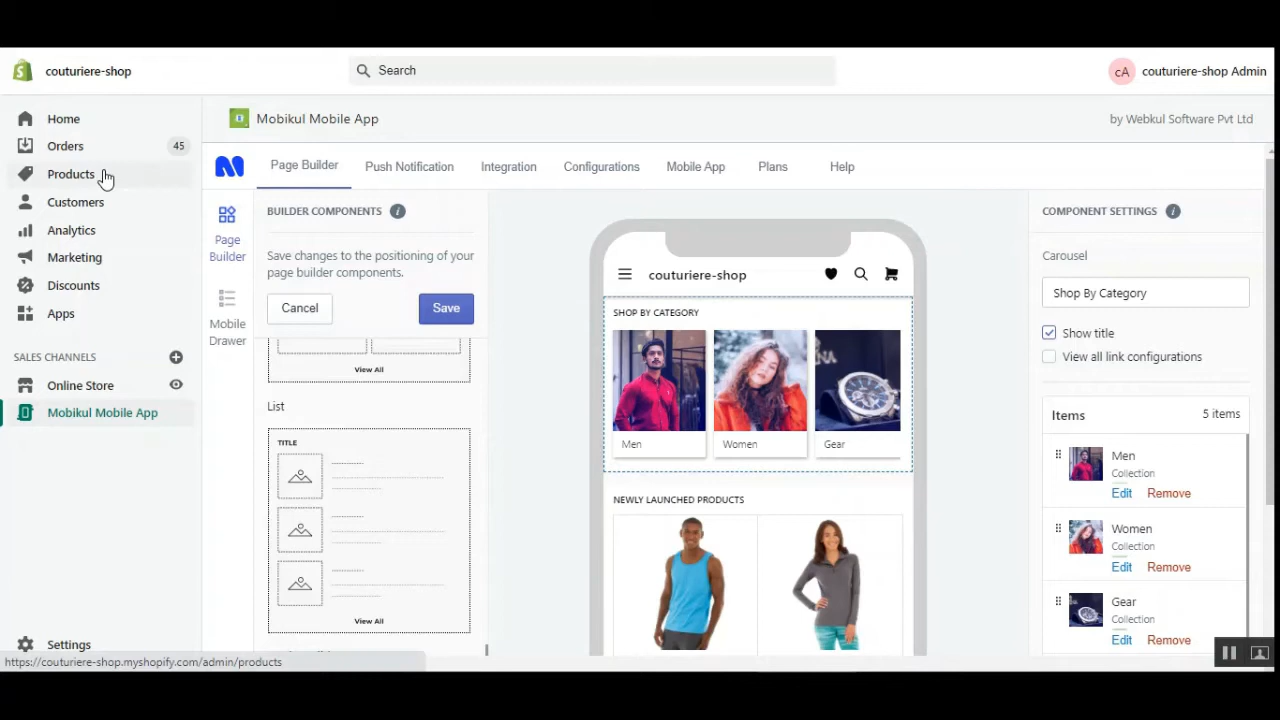 couturiere-shop
Search
cA
couturiere-shop Admin
Home
Orders
45
Products
Customers
Analytics
Marketing
Discounts
Apps
SALES CHANNELS
Online Store
Mobikul Mobile App
Settings
https://couturiere-shop.myshopify.com/admin/products
Mobikul Mobile App
by Webkul Software Pvt Ltd
Page Builder
Push Notification
Integration
Configurations
Mobile App
Plans
Help
Page
Builder
Mobile
Drawer
BUILDER COMPONENTS
Save changes to the positioning of your
page builder components.
Cancel
Save
View All
List
TITLE
View All
couturiere-shop
SHOP BY CATEGORY
Men
Women
Gear
NEWLY LAUNCHED PRODUCTS
COMPONENT SETTINGS
Carousel
Shop By Category
Show title
View all link configurations
Items
5 items
Men
Collection
Edit
Remove
Women
Collection
Edit
Remove
Gear
Collection
Edit
Remove